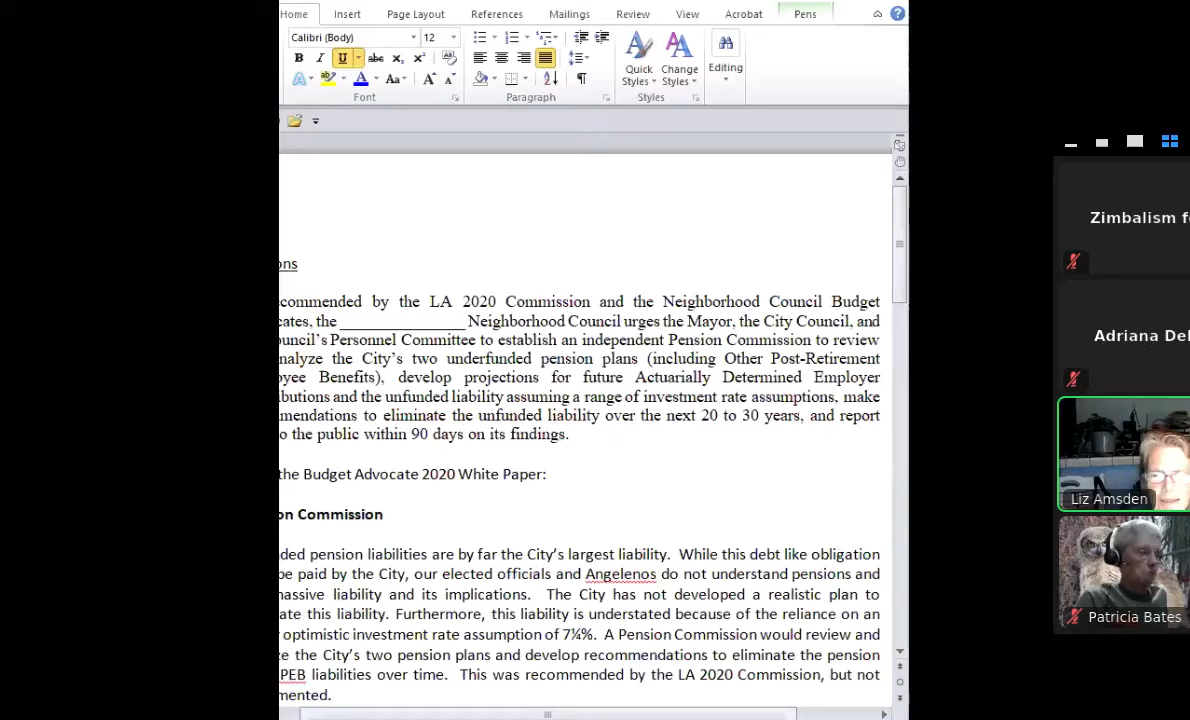 Home Insert Page Layout References Mailings Review View Acrobat Pens
Calibri (Body) 12
Quick Styles Change Styles Editing
Font Paragraph Styles
ons
ecommended by the LA 2020 Commission and the Neighborhood Council Budget
cates, the ________________ Neighborhood Council urges the Mayor, the City Council, and
ouncil's Personnel Committee to establish an independent Pension Commission to review
nalyze the City's two underfunded pension plans (including Other Post-Retirement
oyee Benefits), develop projections for future Actuarially Determined Employer
ibutions and the unfunded liability assuming a range of investment rate assumptions, make
mmendations to eliminate the unfunded liability over the next 20 to 30 years, and report
o the public within 90 days on its findings.
the Budget Advocate 2020 White Paper:
on Commission
ded pension liabilities are by far the City's largest liability. While this debt like obligation
be paid by the City, our elected officials and Angelenos do not understand pensions and
massive liability and its implications. The City has not developed a realistic plan to
ate this liability. Furthermore, this liability is understated because of the reliance on an
optimistic investment rate assumption of 7¼%. A Pension Commission would review and
ze the City's two pension plans and develop recommendations to eliminate the pension
PEB liabilities over time. This was recommended by the LA 2020 Commission, but not
mented.
Zimbalism f
Adriana De
Liz Amsden
Patricia Bates